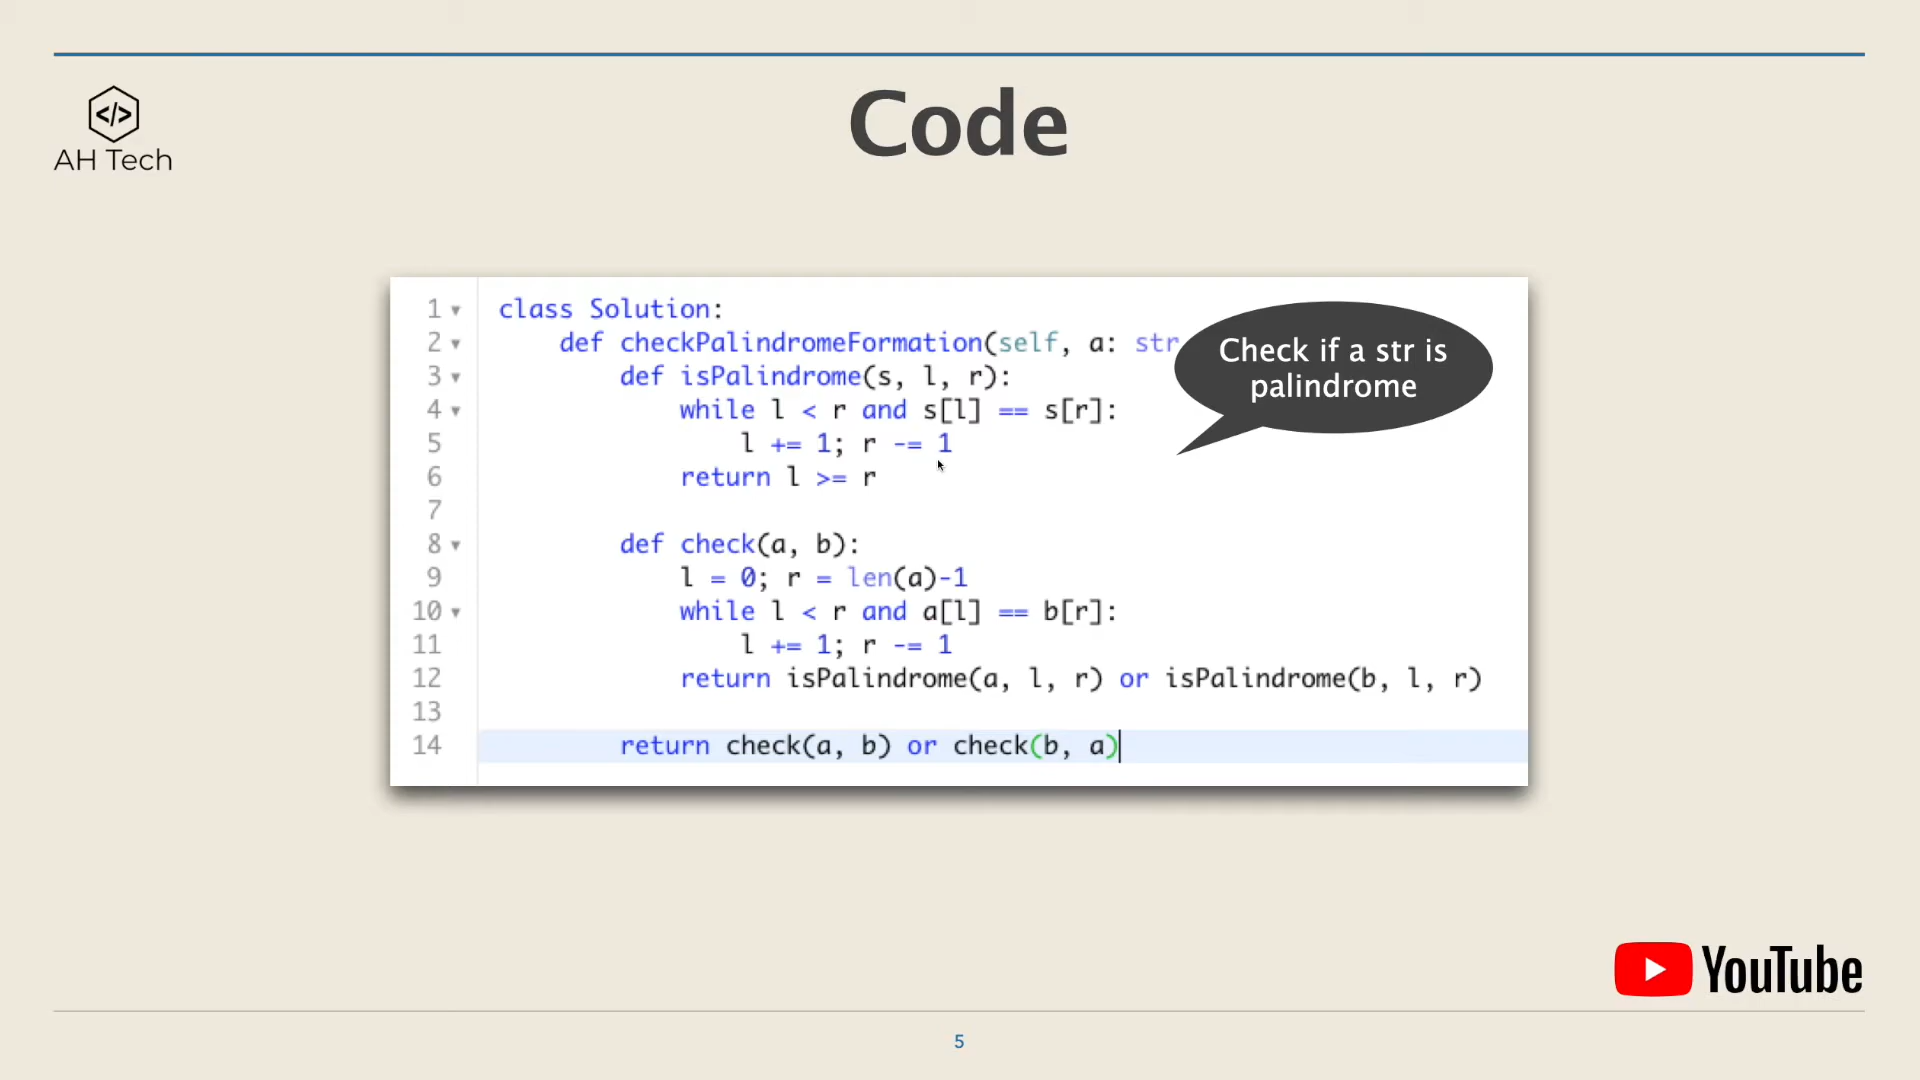 </>
AH Tech
Code
1 class Solution:
2 def checkPalindromeFormation(self, a: str
3 def isPalindrome(s, l, r):
4 while l < r and s[l] == s[r]:
5 l += 1; r -= 1
6 return l >= r
7
8 def check(a, b):
9 l = 0; r = len(a)-1
10 while l < r and a[l] == b[r]:
11 l += 1; r -= 1
12 return isPalindrome(a, l, r) or isPalindrome(b, l, r)
13
14 return check(a, b) or check(b, a)
Check if a str is
palindrome
YouTube
5